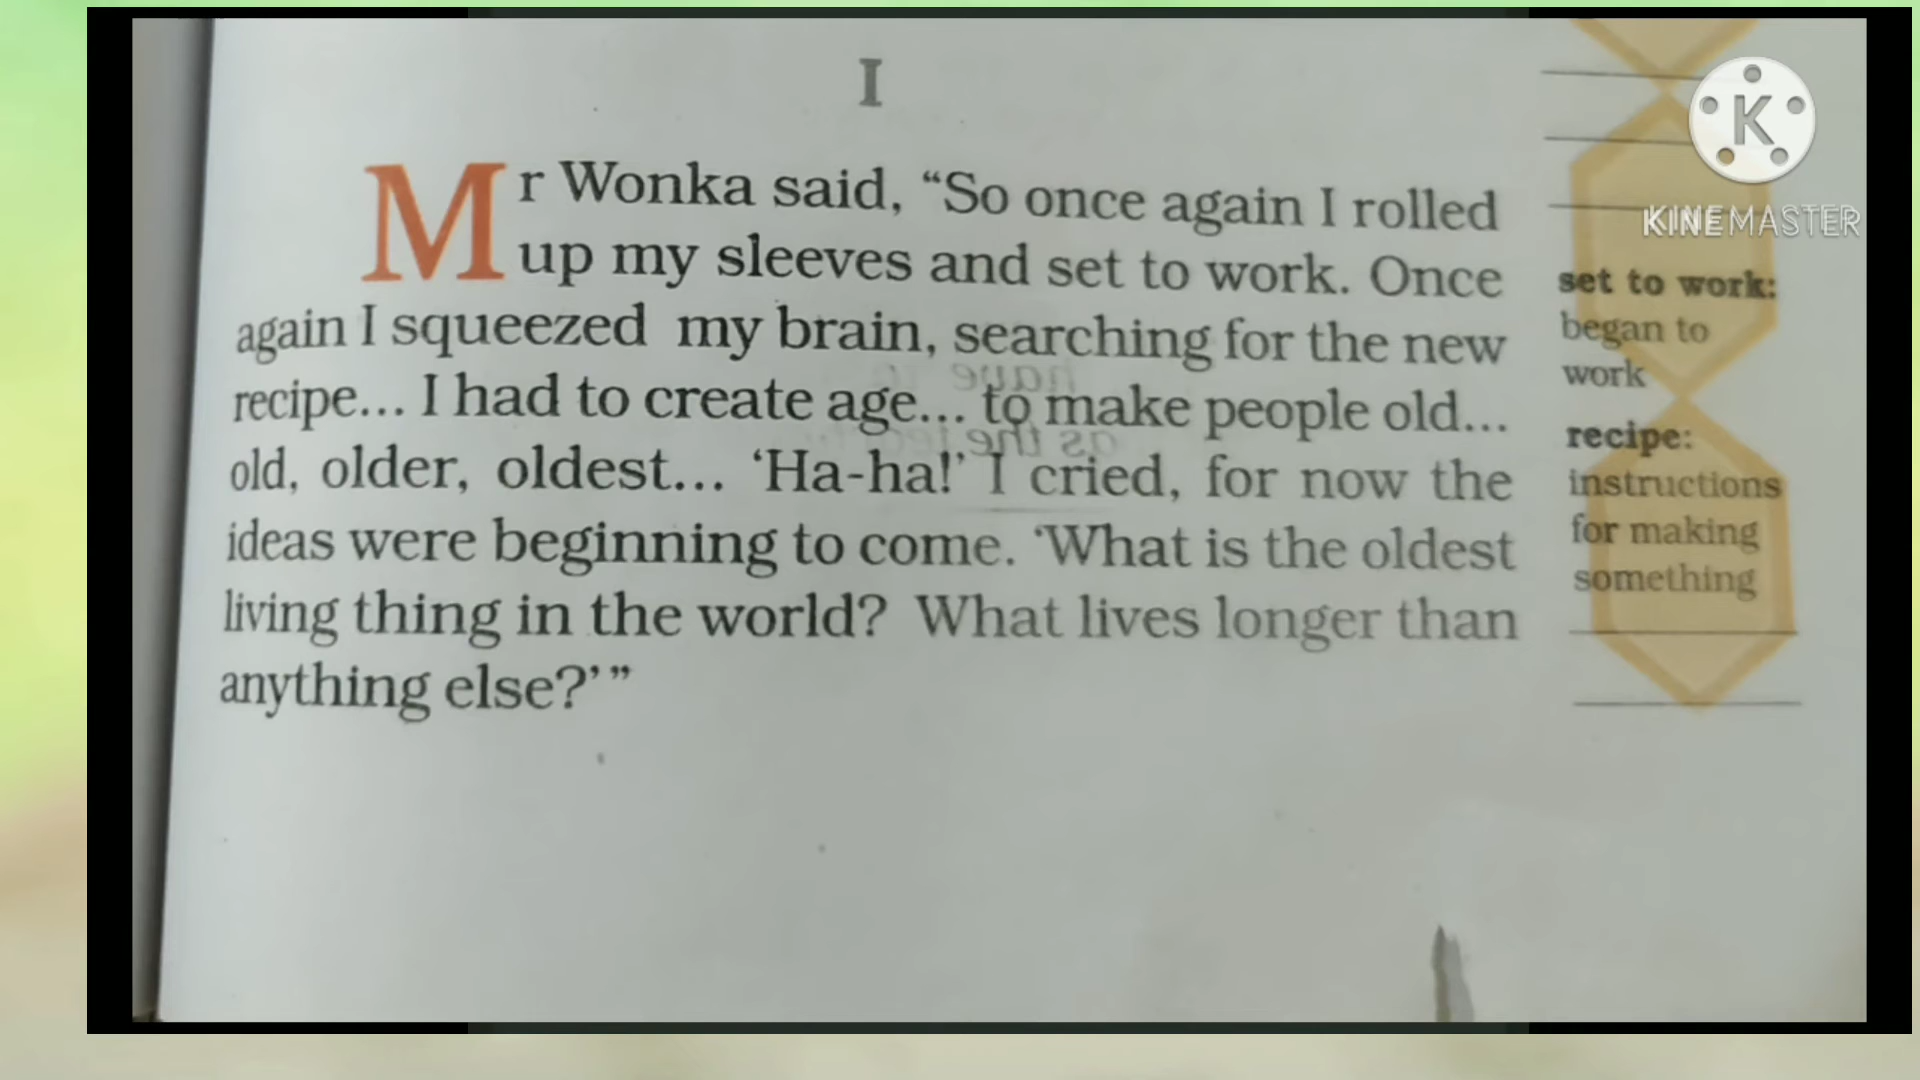 I
Mr Wonka said, “So once again I rolled
up my sleeves and set to work. Once
again I squeezed my brain, searching for the new
recipe... I had to create age... to make people old...
old, older, oldest... ‘Ha-ha!’ I cried, for now the
ideas were beginning to come. ‘What is the oldest
living thing in the world? What lives longer than
anything else?’”
K
KINEMASTER
set to work:
began to
work
recipe:
instructions
for making
something